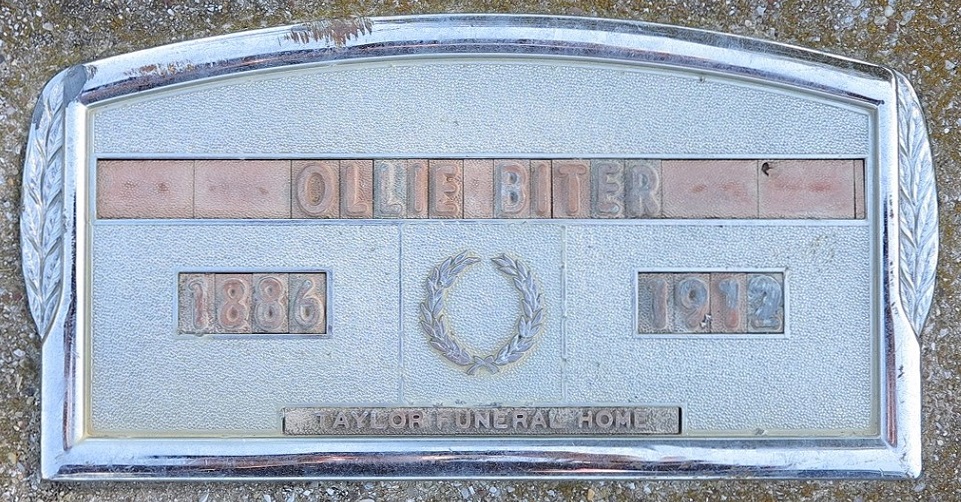 OLLIE BITER
1886
1912
TAYLOR FUNERAL HOME